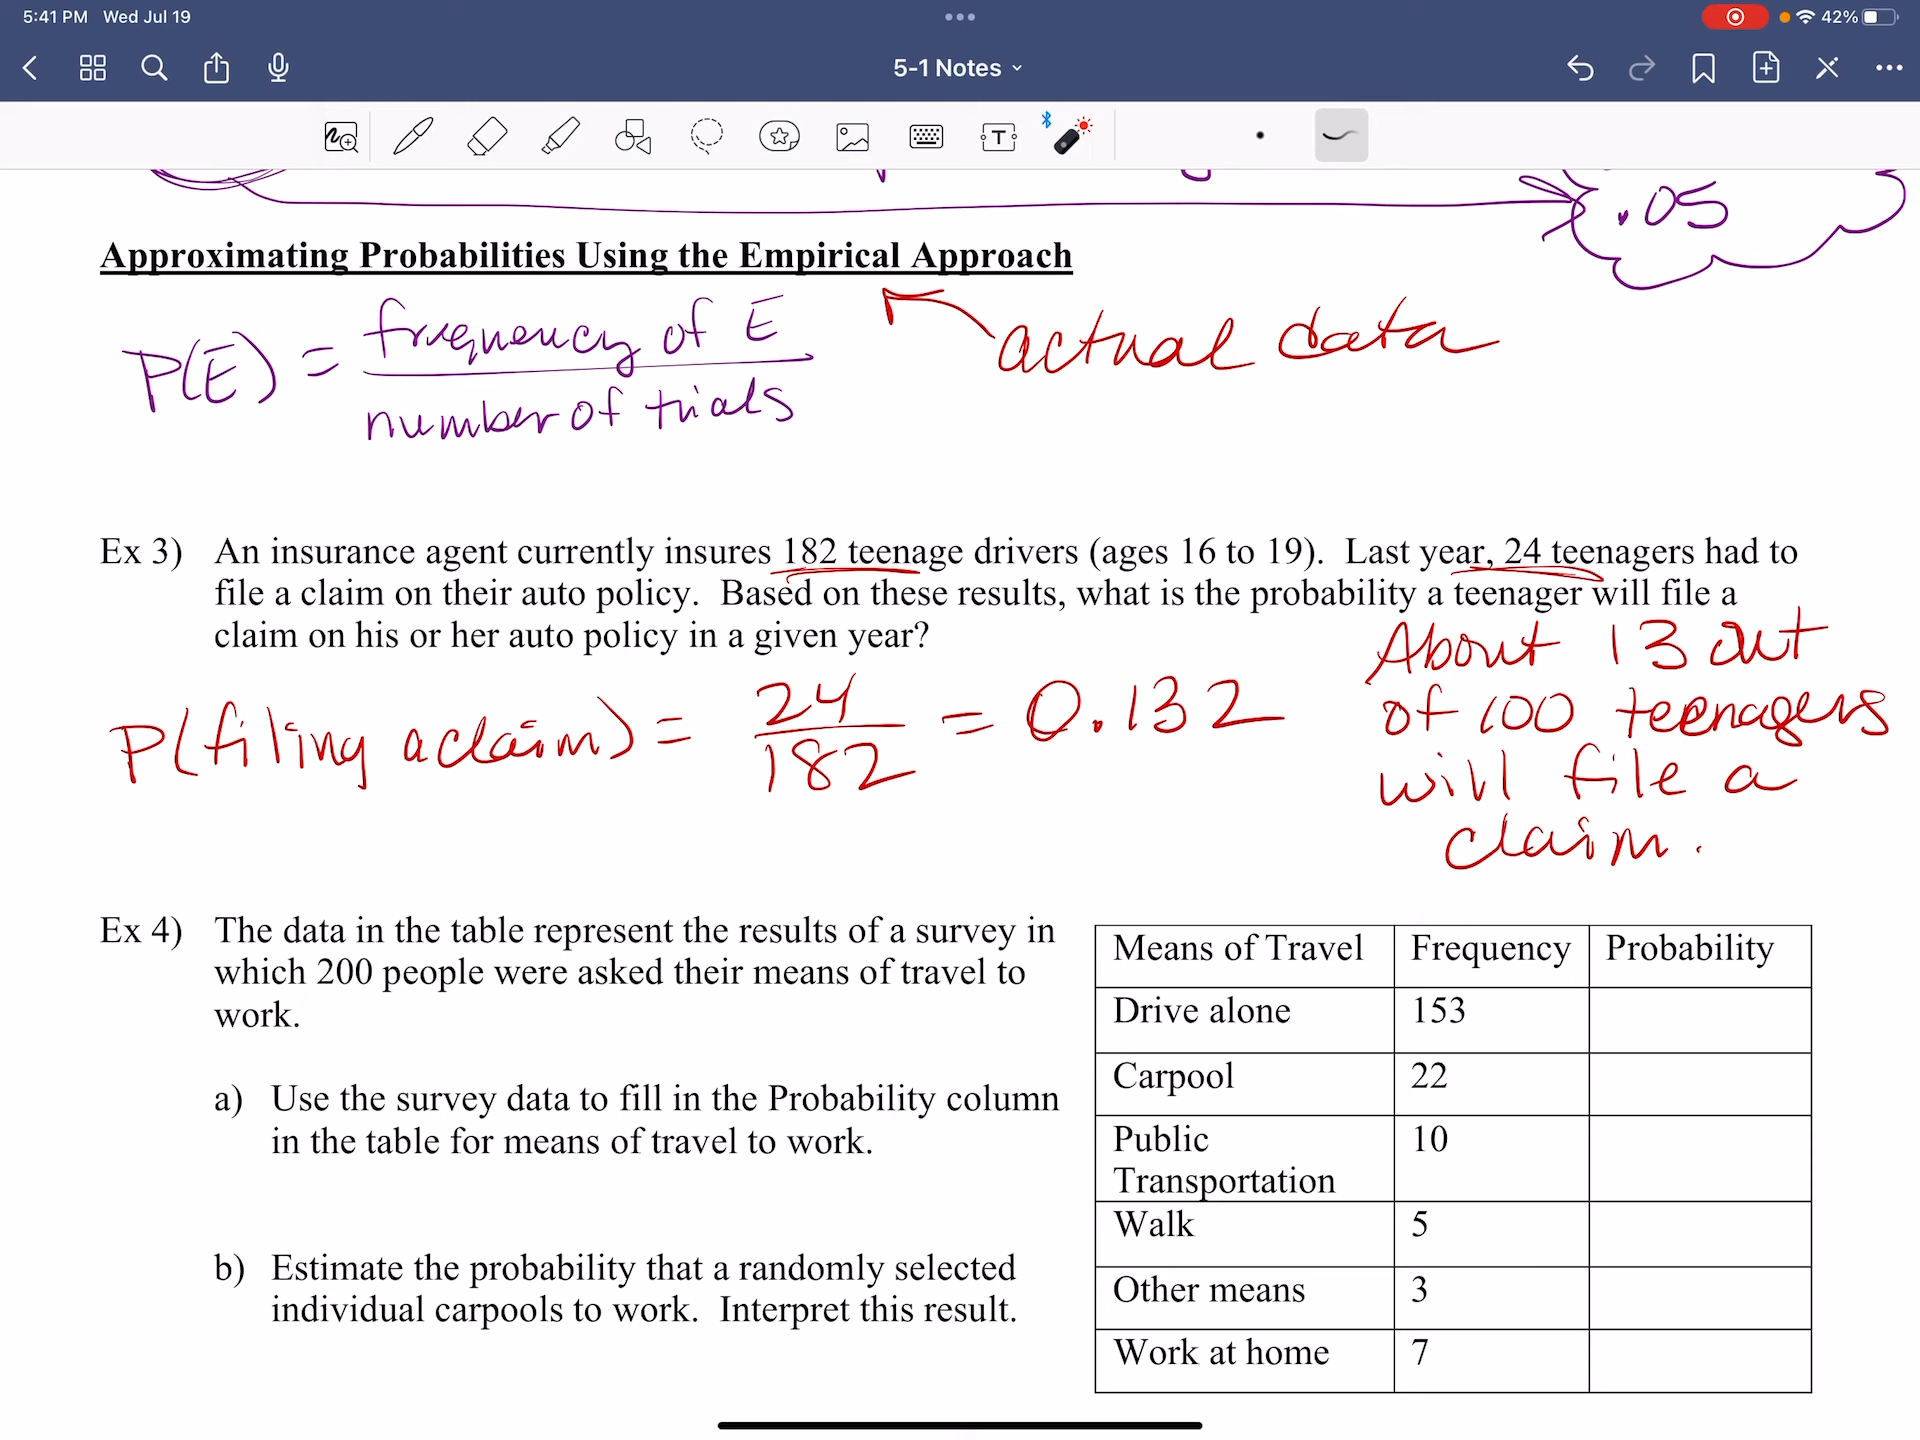 5:41 PM Wed Jul 19
42%
5-1 Notes
T
.05
Approximating Probabilities Using the Empirical Approach
P(E) = frequency of E
number of trials
actual data
Ex 3) An insurance agent currently insures 182 teenage drivers (ages 16 to 19). Last year, 24 teenagers had to
file a claim on their auto policy. Based on these results, what is the probability a teenager will file a
claim on his or her auto policy in a given year?
P(filing a claim) = 24/182 = 0.132
About 13 out
of 100 teenagers
will file a
claim.
Ex 4) The data in the table represent the results of a survey in
which 200 people were asked their means of travel to
work.
a) Use the survey data to fill in the Probability column
in the table for means of travel to work.
b) Estimate the probability that a randomly selected
individual carpools to work. Interpret this result.
Means of Travel Frequency Probability
Drive alone 153
Carpool 22
Public 10
Transportation
Walk 5
Other means 3
Work at home 7